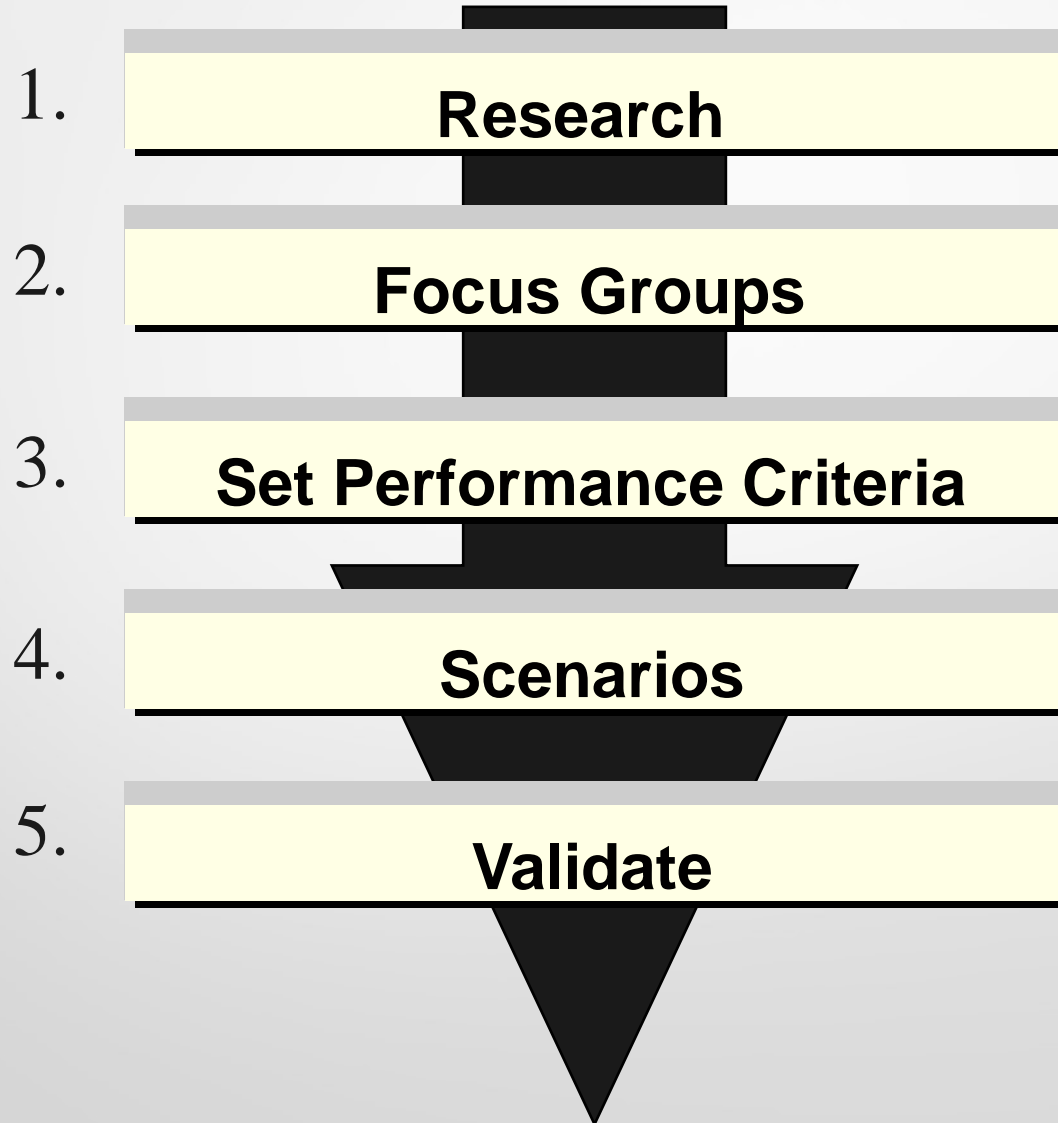 1. Research
2. Focus Groups
3. Set Performance Criteria
4. Scenarios
5. Validate